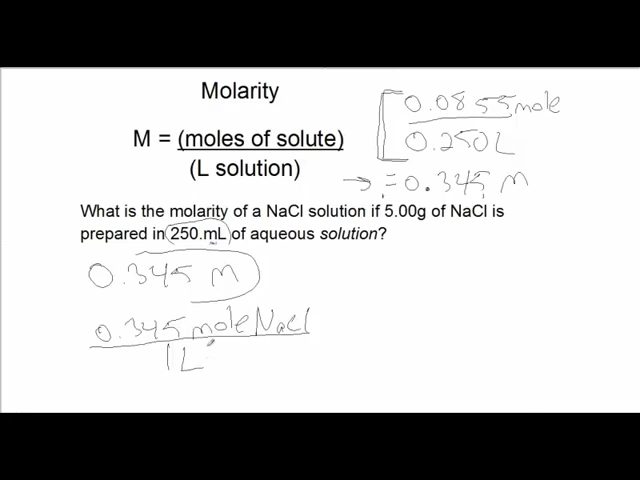 Molarity
M = (moles of solute)
(L solution)
0.0855 mole
0.250 L
→ = 0.345 M
What is the molarity of a NaCl solution if 5.00g of NaCl is
prepared in 250.mL of aqueous solution?
0.345 M
0.345 mole NaCl
1 L